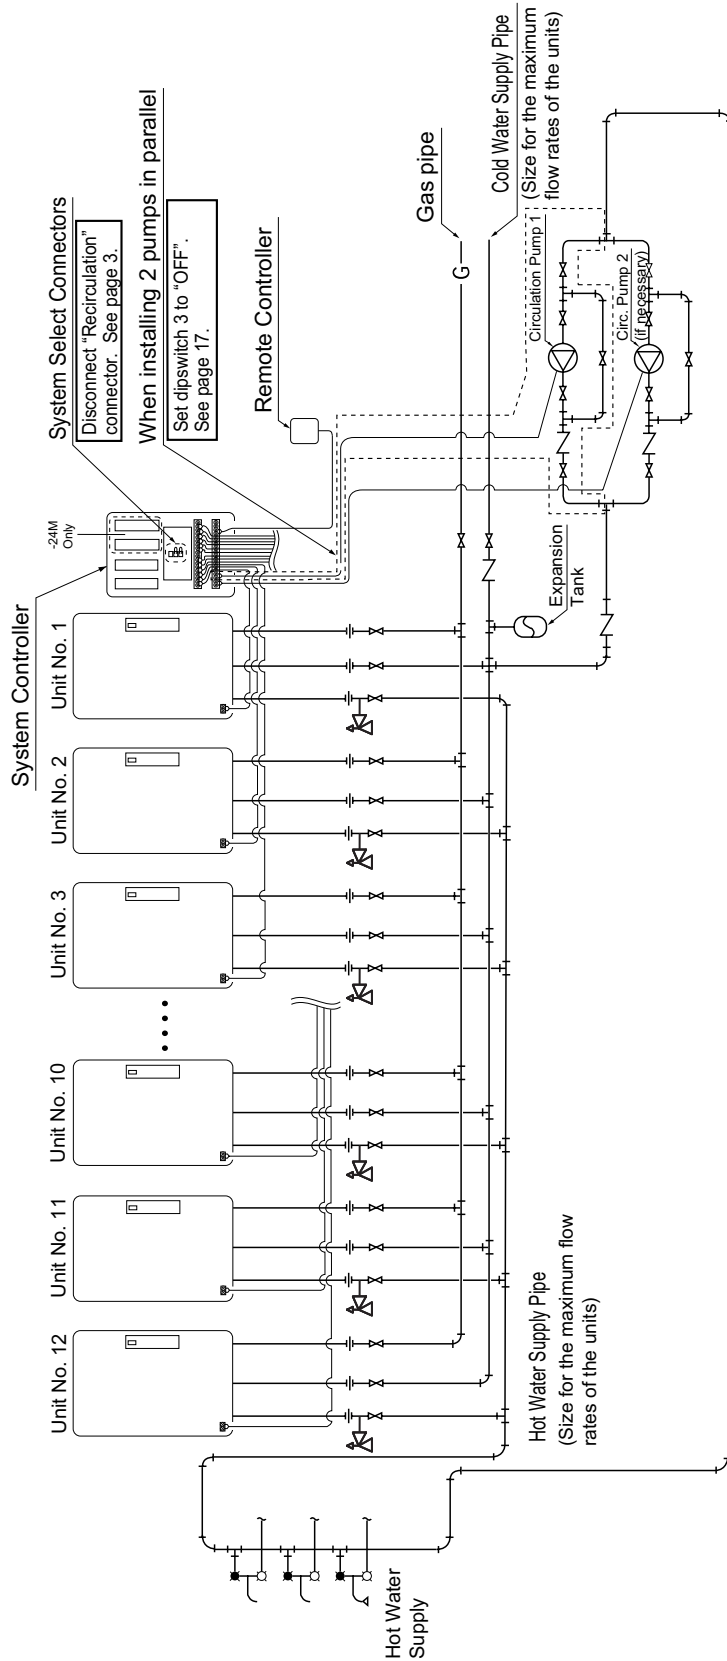 System Controller
-24M
Only
System Select Connectors
Disconnect “Recirculation”
connector.  See page 3.
When installing 2 pumps in parallel
Set dipswitch 3 to “OFF”.
See page 17.
Remote Controller
Gas pipe
G
Cold Water Supply Pipe
(Size for the maximum
flow rates of the units)
Circulation Pump 1
Circ. Pump 2
(if necessary)
Expansion
Tank
Unit No. 12
Unit No. 11
Unit No. 10
Unit No. 3
Unit No. 2
Unit No. 1
Hot Water Supply Pipe
(Size for the maximum flow
rates of the units)
Hot Water
Supply